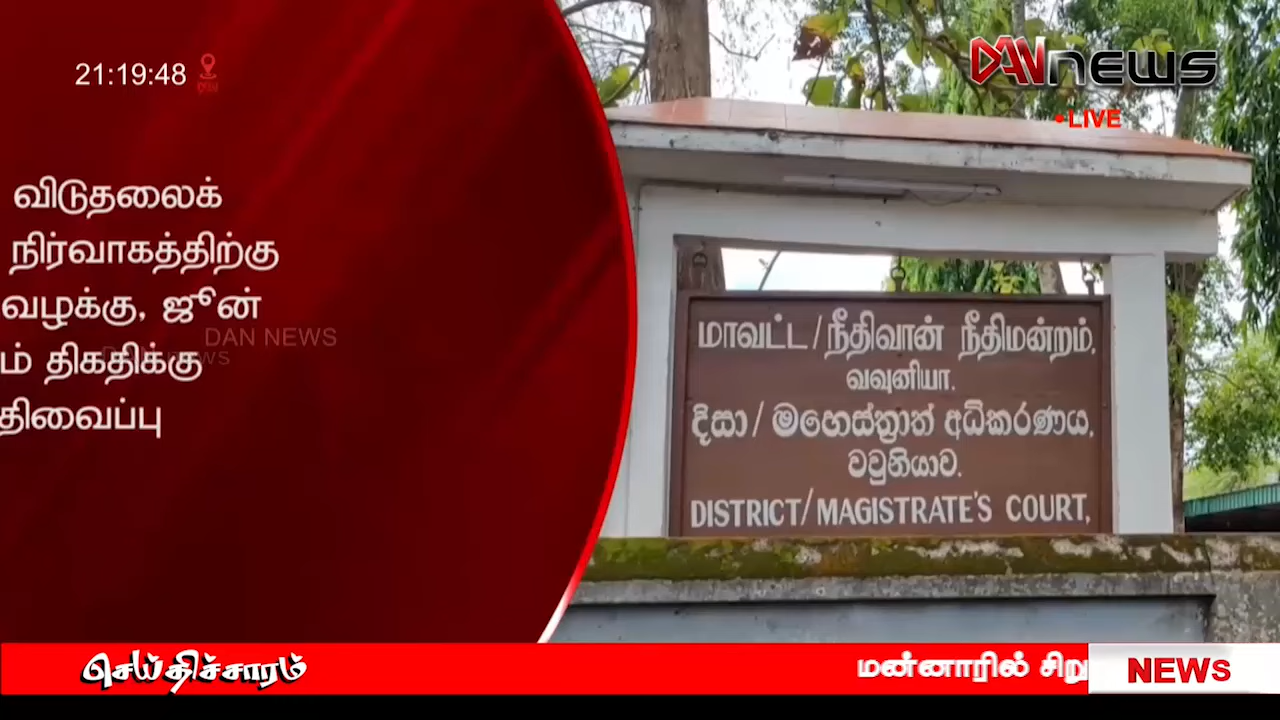 21:19:48
DAN news
• LIVE
விடுதலைக்
நிர்வாகத்திற்கு
வழக்கு, ஜூன்
ம் திகதிக்கு
திவைப்பு
DAN NEWS
மாவட்ட/நீதிவான் நீதிமன்றம்,
வவுனியா.
දිසා/ මහෙස්ත්‍රාත් අධිකරණය,
වවුනියාව.
DISTRICT/MAGISTRATE'S COURT,
செய்திச்சாரம்
மன்னாரில் சிறு
NEWS